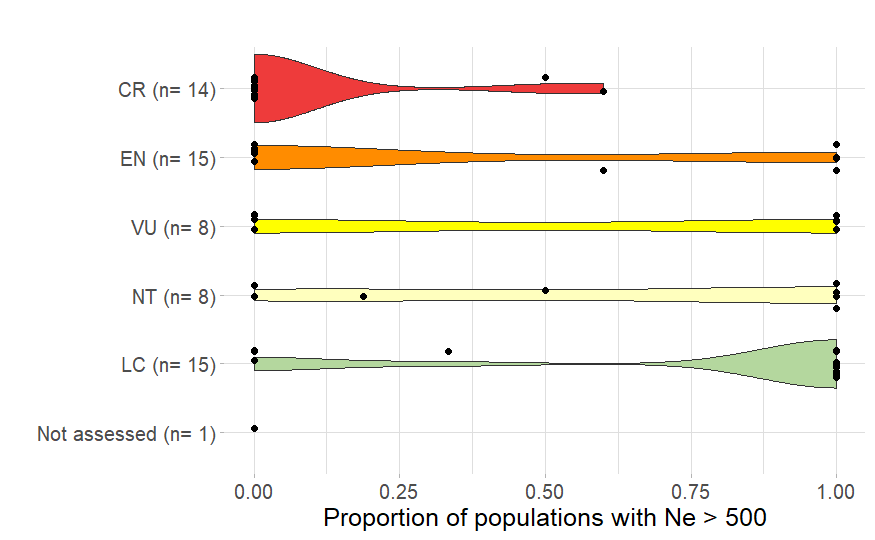 CR (n= 14)
EN (n= 15)
VU (n= 8)
NT (n= 8)
LC (n= 15)
Not assessed (n= 1)
0.00 0.25 0.50 0.75 1.00
Proportion of populations with Ne > 500